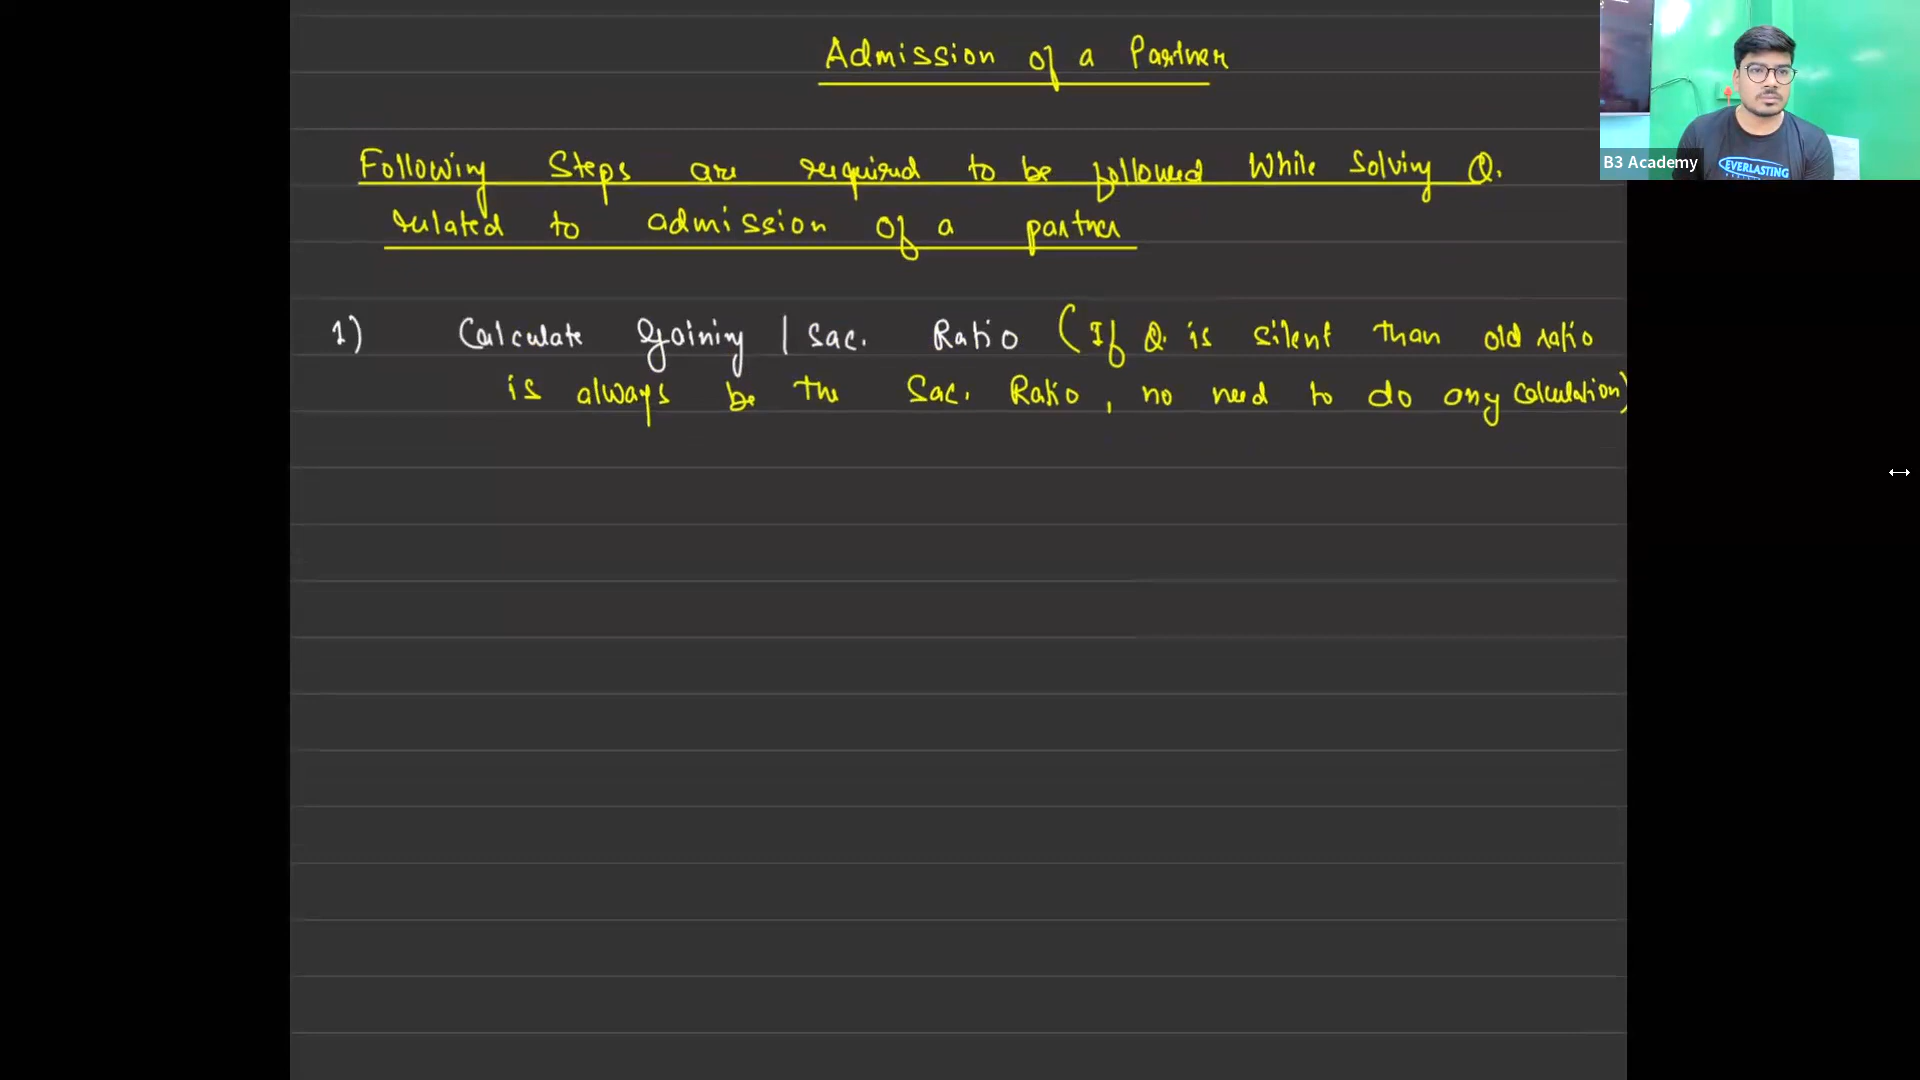 Admission of a Partner
Following Steps are required to be followed While Solving Q.
related to admission of a partner
1) Calculate Gaining | Sac. Ratio (If Q. is silent than old ratio
is always be the Sac. Ratio, no need to do any calculation)
B3 Academy
EVERLASTING